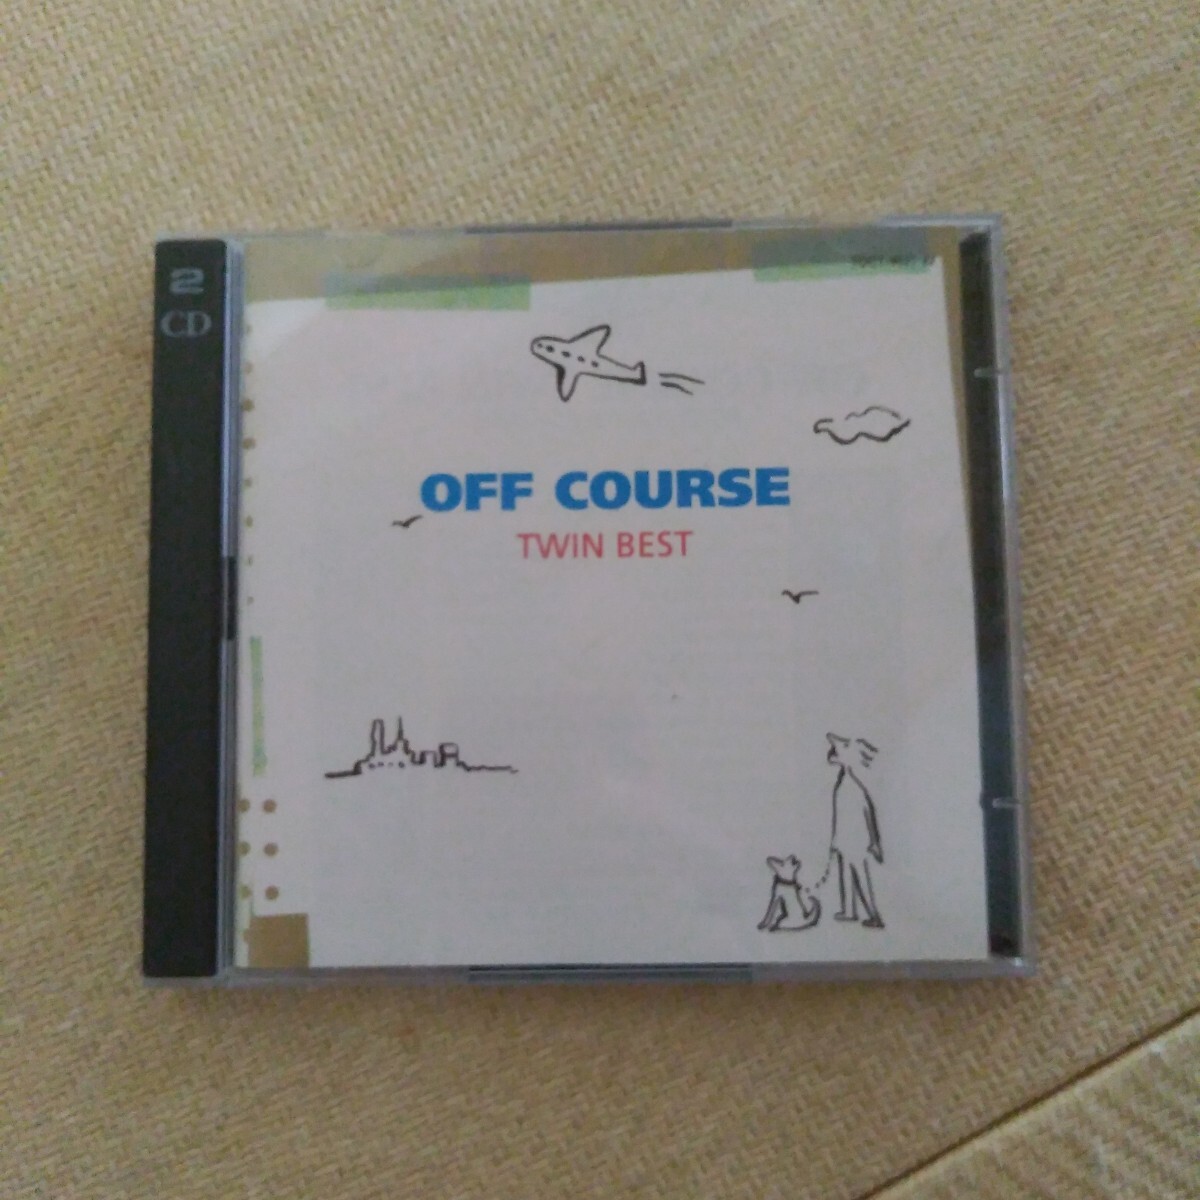 2
CD
OFF COURSE
TWIN BEST